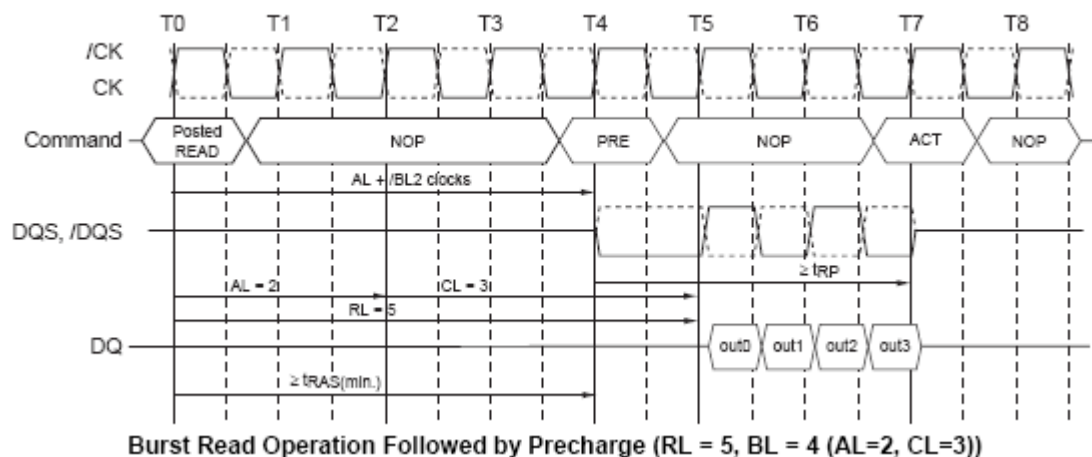 T0 T1 T2 T3 T4 T5 T6 T7 T8
/CK
CK
Command Posted READ NOP PRE NOP ACT NOP
AL + /BL2 clocks
DQS, /DQS
≥ tRP
AL = 2 CL = 3
RL = 5
DQ out0 out1 out2 out3
≥ tRAS(min.)
Burst Read Operation Followed by Precharge (RL = 5, BL = 4 (AL=2, CL=3))